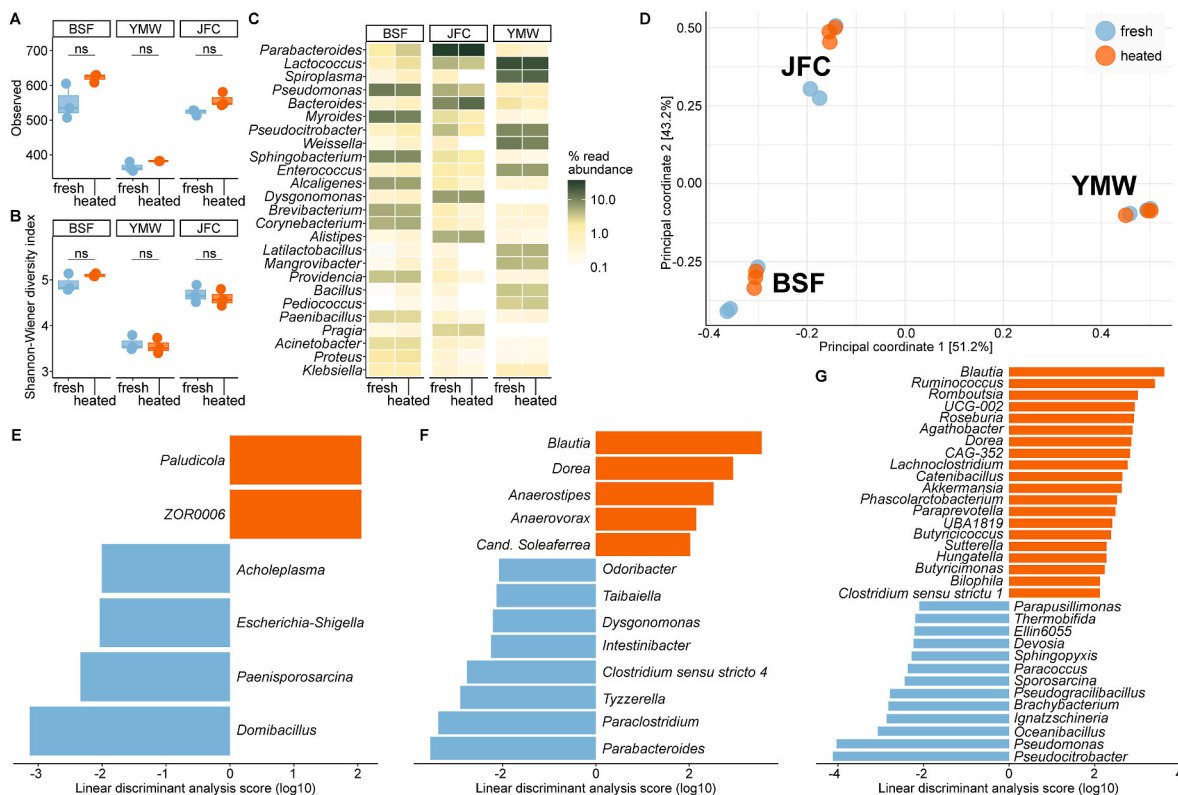 A
BSF YMW JFC
ns ns ns
Observed
700
600
500
400
fresh heated fresh heated fresh heated
B
Shannon-Wiener diversity index
BSF YMW JFC
ns ns ns
5
4
3
fresh heated fresh heated fresh heated
C
BSF JFC YMW
Parabacteroides
Lactococcus
Spiroplasma
Pseudomonas
Bacteroides
Myroides
Pseudocitrobacter
Weissella
Sphingobacterium
Enterococcus
Alcaligenes
Dysgonomonas
Brevibacterium
Corynebacterium
Alistipes
Latilactobacillus
Mangrovibacter
Providencia
Bacillus
Pediococcus
Paenibacillus
Pragia
Acinetobacter
Proteus
Klebsiella
fresh heated fresh heated fresh heated
% read
abundance
10.0
1.0
0.1
D
fresh
heated
JFC
YMW
BSF
Principal coordinate 2 [43.2%]
0.50
0.25
0.00
-0.25
-0.4 0.0 0.4
Principal coordinate 1 [51.2%]
E
Paludicola
ZOR0006
Acholeplasma
Escherichia-Shigella
Paenisporosarcina
Domibacillus
-3 -2 -1 0 1 2
Linear discriminant analysis score (log10)
F
Blautia
Dorea
Anaerostipes
Anaerovorax
Cand. Soleaferrea
Odoribacter
Taibaiella
Dysgonomonas
Intestinibacter
Clostridium sensu stricto 4
Tyzzerella
Paraclostridium
Parabacteroides
-2 0 2
Linear discriminant analysis score (log10)
G
Blautia
Ruminococcus
Romboutsia
UCG-002
Roseburia
Agathobacter
Dorea
CAG-352
Lachnoclostridium
Catenibacillus
Akkermansia
Phascolarctobacterium
Paraprevotella
UBA1819
Butyricicoccus
Sutterella
Hungatella
Butyricimonas
Bilophila
Clostridium sensu strictu 1
Parapusillimonas
Thermobifida
Ellin6055
Devosia
Sphingopyxis
Paracoccus
Sporosarcina
Pseudogracilibacillus
Brachybacterium
Ignatzschineria
Oceanibacillus
Pseudomonas
Pseudocitrobacter
-4 -2 0 2 4
Linear discriminant analysis score (log10)